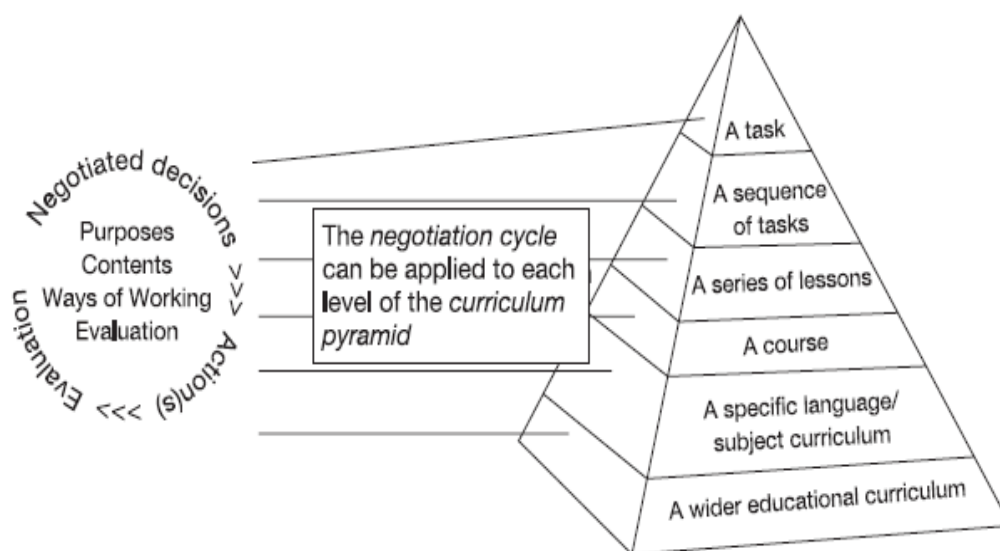 Negotiated decisions >>>
Action(s) >>>
Evaluation
Purposes
Contents
Ways of Working
Evaluation
The negotiation cycle
can be applied to each
level of the curriculum
pyramid
A task
A sequence
of tasks
A series of lessons
A course
A specific language/
subject curriculum
A wider educational curriculum